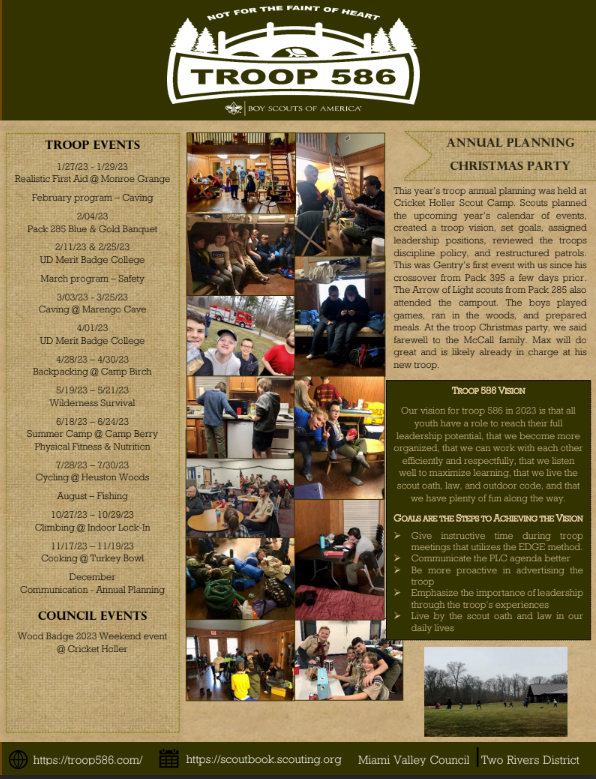 NOT FOR THE FAINT OF HEART
TROOP 586
BOY SCOUTS OF AMERICA
TROOP EVENTS
1/27/23 - 1/29/23
Realistic First Aid @ Monroe Grange
February program – Caving
2/04/23
Pack 285 Blue & Gold Banquet
2/11/23 & 2/25/23
UD Merit Badge College
March program – Safety
3/03/23 - 3/25/23
Caving @ Marengo Cave
4/01/23
UD Merit Badge College
4/28/23 – 4/30/23
Backpacking @ Camp Birch
5/19/23 – 5/21/23
Wilderness Survival
6/18/23 – 6/24/23
Summer Camp @ Camp Berry
Physical Fitness & Nutrition
7/28/23 – 7/30/23
Cycling @ Heuston Woods
August – Fishing
10/27/23 – 10/29/23
Climbing @ Indoor Lock-In
11/17/23 – 11/19/23
Cooking @ Turkey Bowl
December
Communication - Annual Planning
COUNCIL EVENTS
Wood Badge 2023 Weekend event
@ Cricket Holler
ANNUAL PLANNING
CHRISTMAS PARTY
This year's troop annual planning was held at
Cricket Holler Scout Camp. Scouts planned
the upcoming year's calendar of events,
created a troop vision, set goals, assigned
leadership positions, reviewed the troops
discipline policy, and restructured patrols.
This was Gentry's first event with us since his
crossover from Pack 395 a few days prior.
The Arrow of Light scouts from Pack 285 also
attended the campout. The boys played
games, ran in the woods, and prepared
meals. At the troop Christmas party, we said
farewell to the McCall family. Max will do
great and is likely already in charge at his
new troop.
TROOP 586 VISION
Our vision for troop 586 in 2023 is that all
youth have a role to reach their full
leadership potential, that we become more
organized, that we can work with each other
efficiently and respectfully, that we listen
well to maximize learning, that we live the
scout oath, law, and outdoor code, and that
we have plenty of fun along the way.
GOALS ARE THE STEPS TO ACHIEVING THE VISION
➢ Give instructive time during troop
meetings that utilizes the EDGE method.
➢ Communicate the PLC agenda better
➢ Be more proactive in advertising the
troop
➢ Emphasize the importance of leadership
through the troop's experiences
➢ Live by the scout oath and law in our
daily lives
https://troop586.com/
https://scoutbook.scouting.org
Miami Valley Council
Two Rivers District